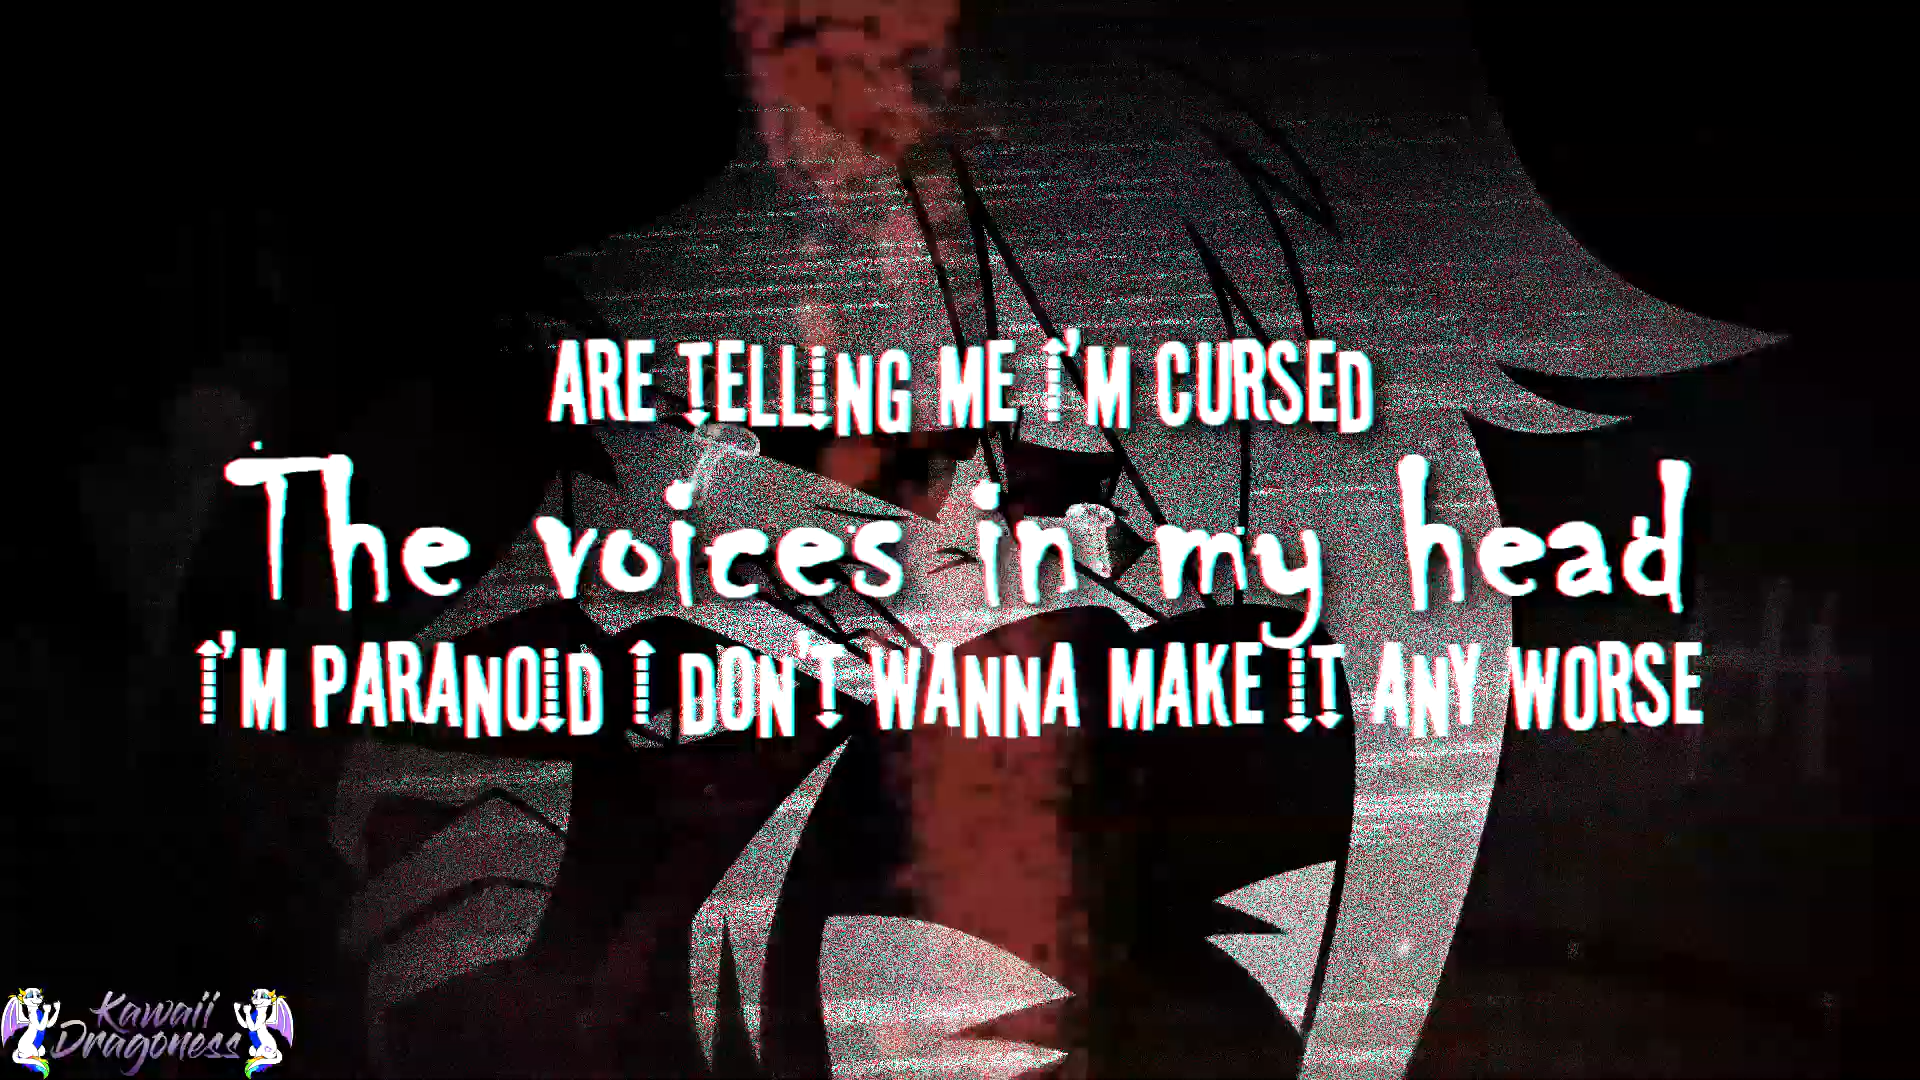 ARE TELLING ME I'M CURSED
The voices in my head
I'M PARANOID I DON'T WANNA MAKE IT ANY WORSE
Kawaii
Dragoness